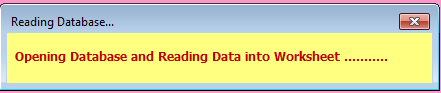 Reading Database...
Opening Database and Reading Data into Worksheet ...........